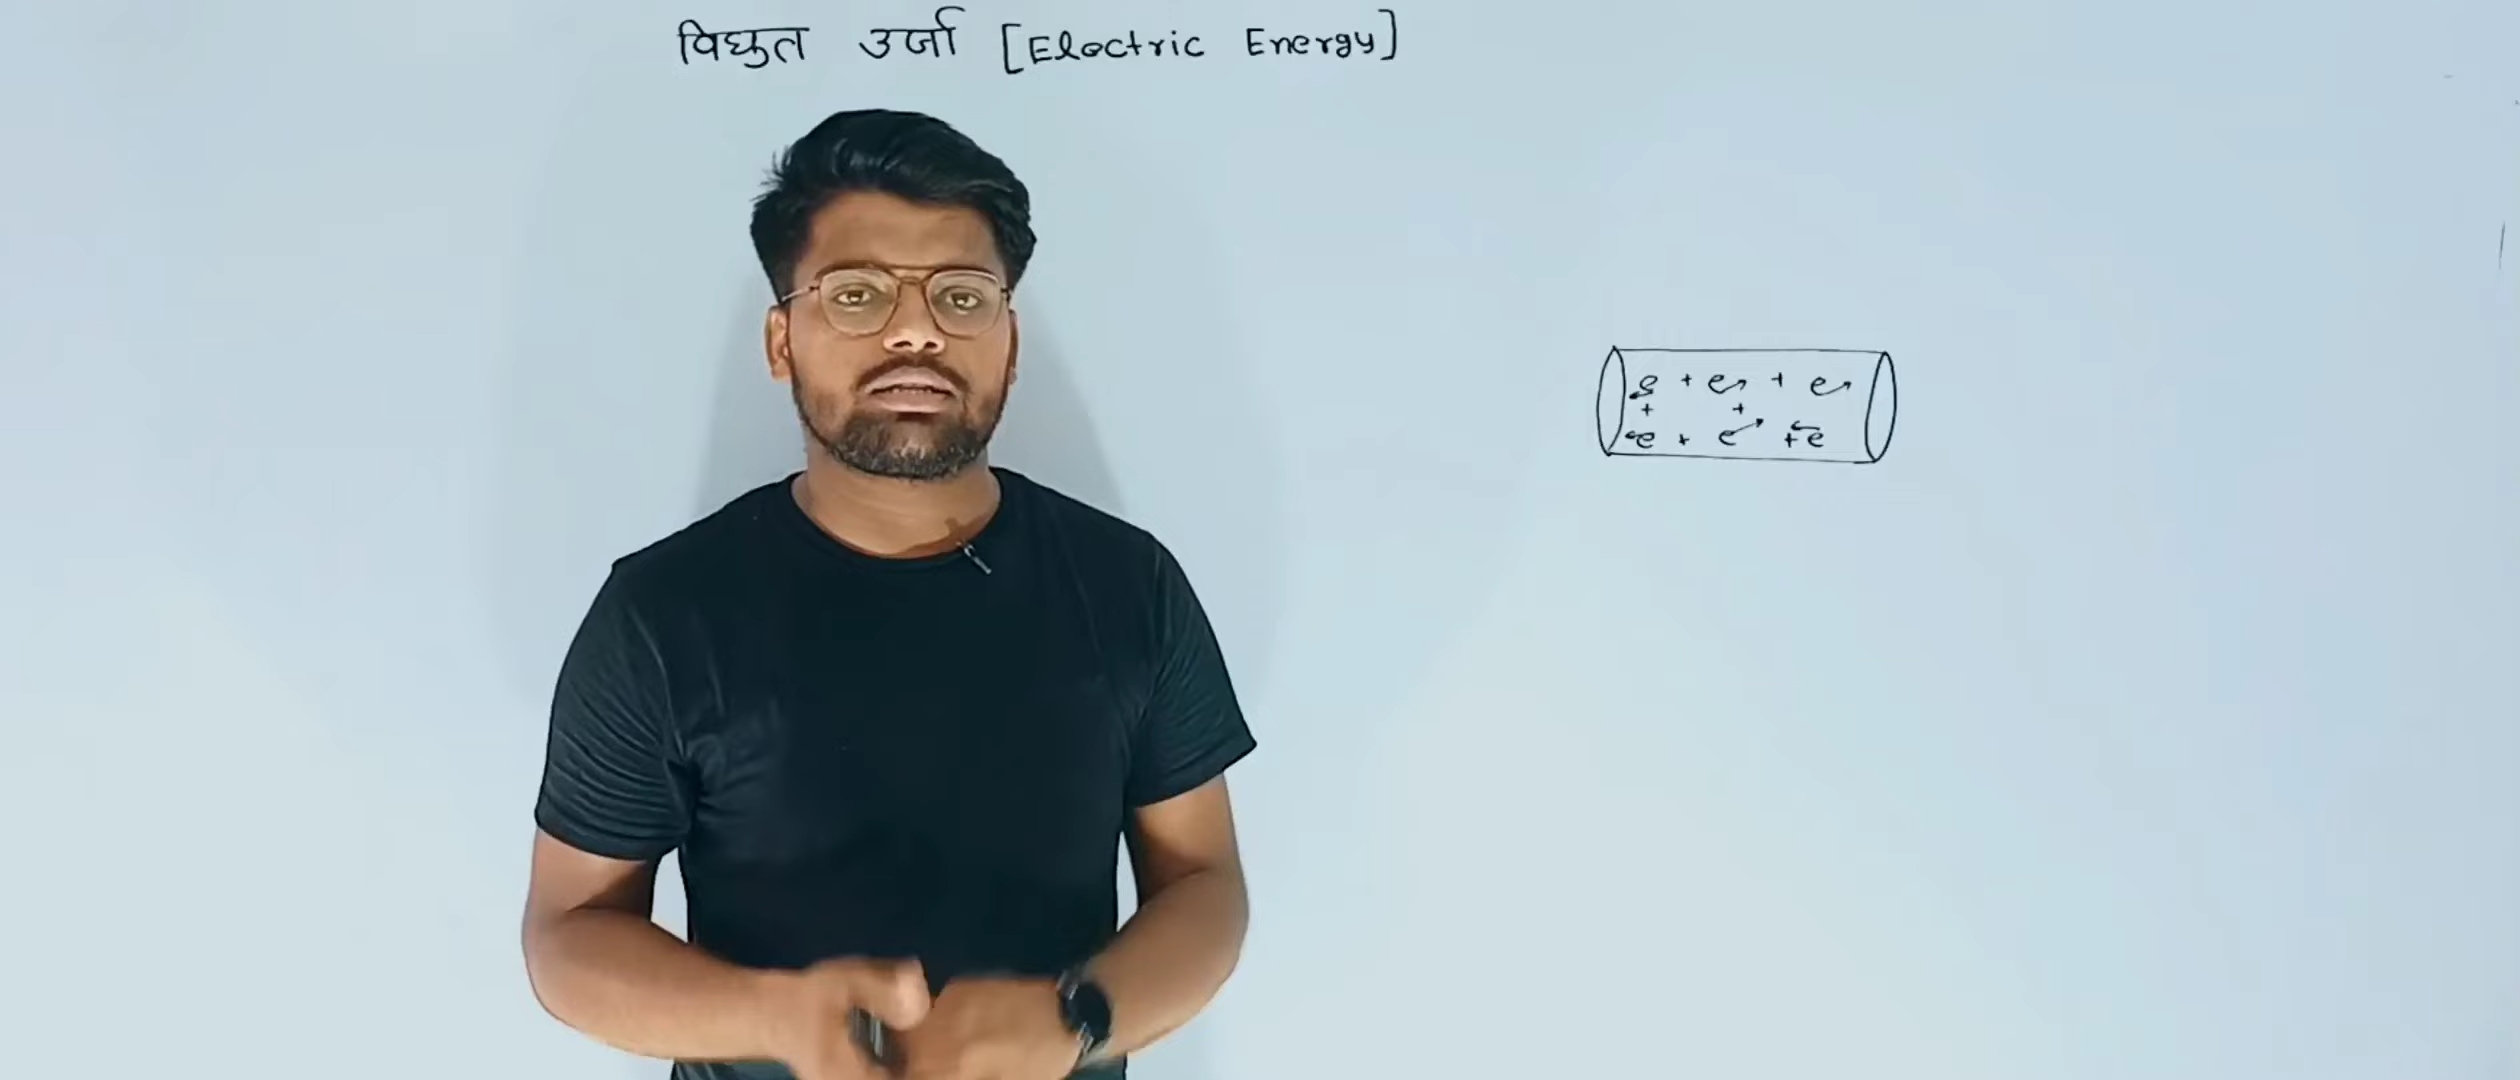 विद्युत उर्जा [Electric Energy]
e + e + e
+ +
e + e + e